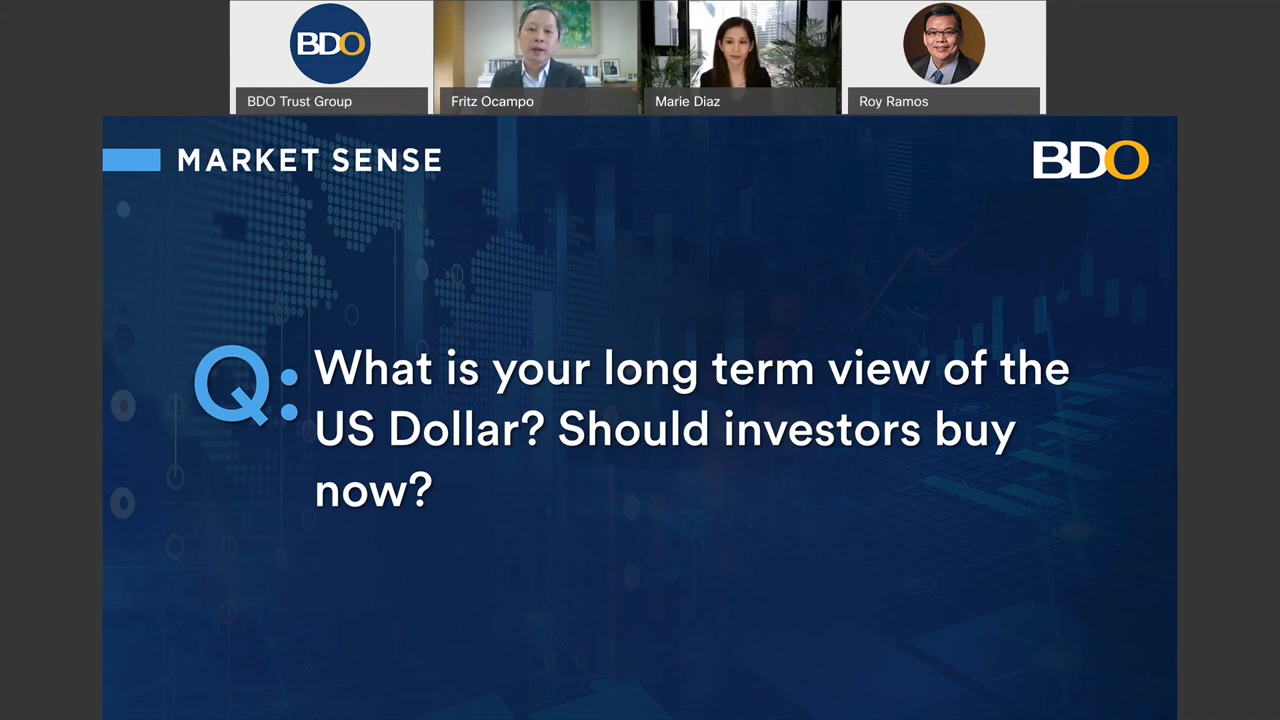 BDO
BDO Trust Group
Fritz Ocampo
Marie Diaz
Roy Ramos
MARKET SENSE
BDO
Q: What is your long term view of the
US Dollar? Should investors buy
now?